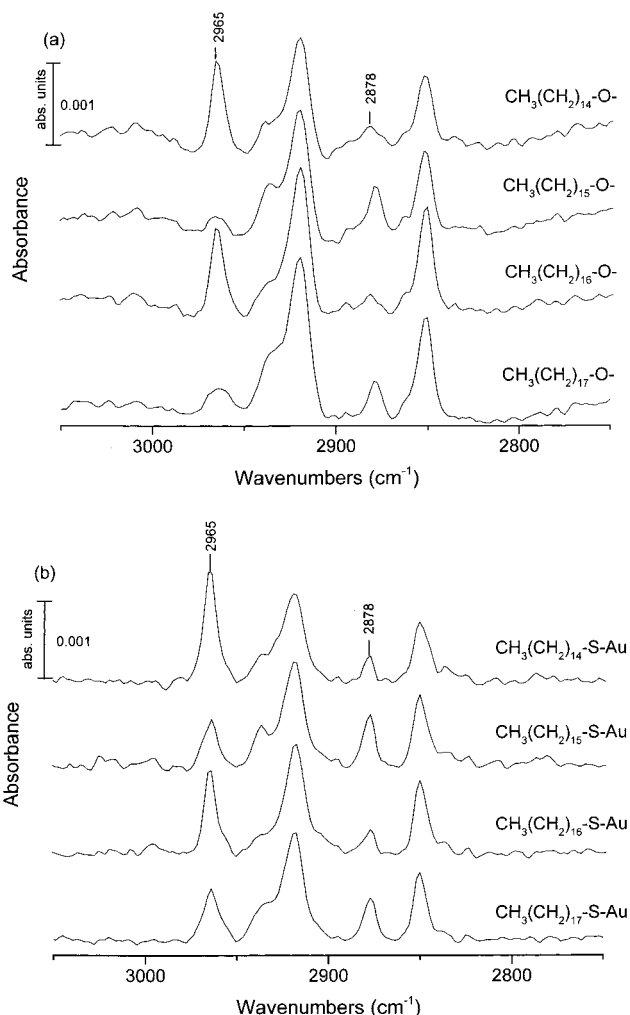 (a)
2965
2878
abs. units
0.001
CH₃(CH₂)₁₄-O-
CH₃(CH₂)₁₅-O-
CH₃(CH₂)₁₆-O-
CH₃(CH₂)₁₇-O-
Absorbance
3000 2900 2800
Wavenumbers (cm⁻¹)
(b)
2965
2878
abs. units
0.001
CH₃(CH₂)₁₄-S-Au
CH₃(CH₂)₁₅-S-Au
CH₃(CH₂)₁₆-S-Au
CH₃(CH₂)₁₇-S-Au
Absorbance
3000 2900 2800
Wavenumbers (cm⁻¹)